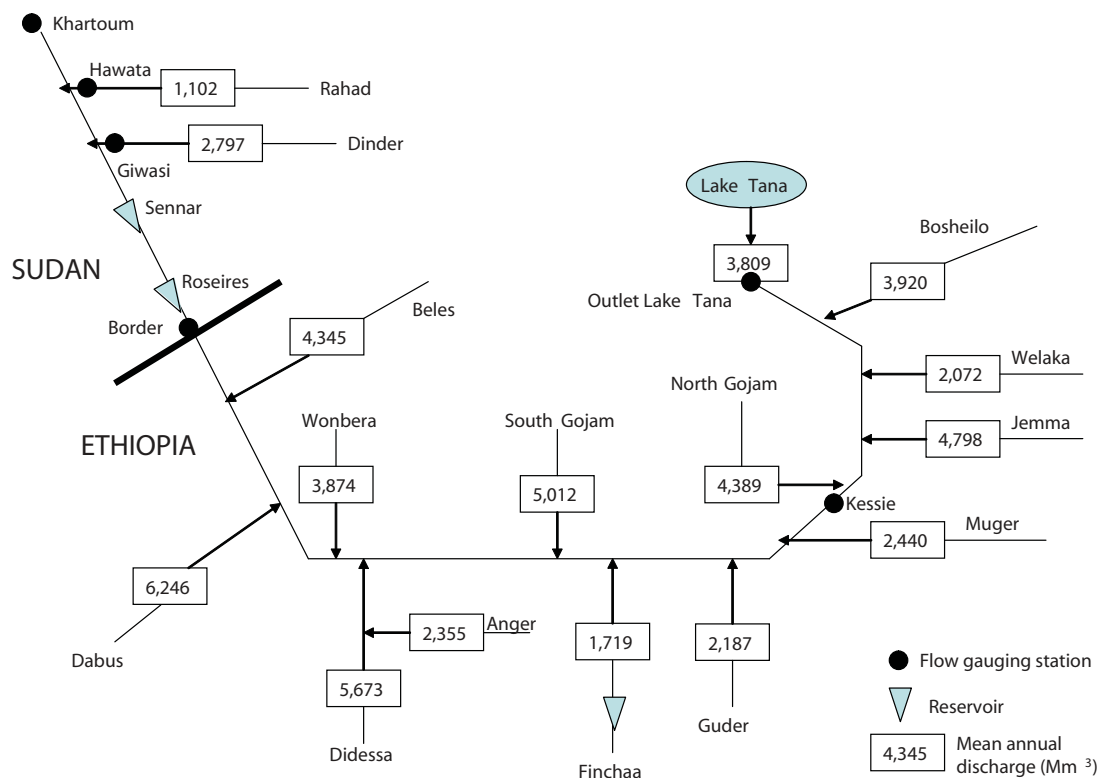 Khartoum
Hawata
1,102
Rahad
2,797
Dinder
Giwasi
Sennar
Lake Tana
Bosheilo
SUDAN
3,809
3,920
Roseires
Outlet Lake Tana
Beles
Border
4,345
Welaka
2,072
North Gojam
Jemma
4,798
ETHIOPIA
Wonbera
South Gojam
3,874
5,012
4,389
Kessie
Muger
2,440
6,246
Dabus
2,355
Anger
1,719
2,187
5,673
Didessa
Finchaa
Guder
Flow gauging station
Reservoir
4,345
Mean annual
discharge (Mm 3)